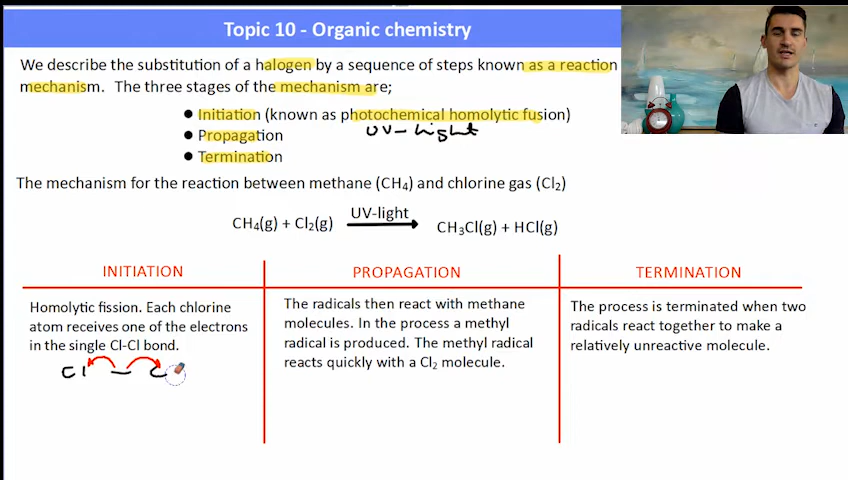 Topic 10 - Organic chemistry
We describe the substitution of a halogen by a sequence of steps known as a reaction
mechanism. The three stages of the mechanism are;
● Initiation (known as photochemical homolytic fusion)
UV-light
● Propagation
● Termination
The mechanism for the reaction between methane (CH₄) and chlorine gas (Cl₂)
CH₄(g) + Cl₂(g) UV-light CH₃Cl(g) + HCl(g)
INITIATION
Homolytic fission. Each chlorine
atom receives one of the electrons
in the single Cl-Cl bond.
Cl – C
PROPAGATION
The radicals then react with methane
molecules. In the process a methyl
radical is produced. The methyl radical
reacts quickly with a Cl₂ molecule.
TERMINATION
The process is terminated when two
radicals react together to make a
relatively unreactive molecule.